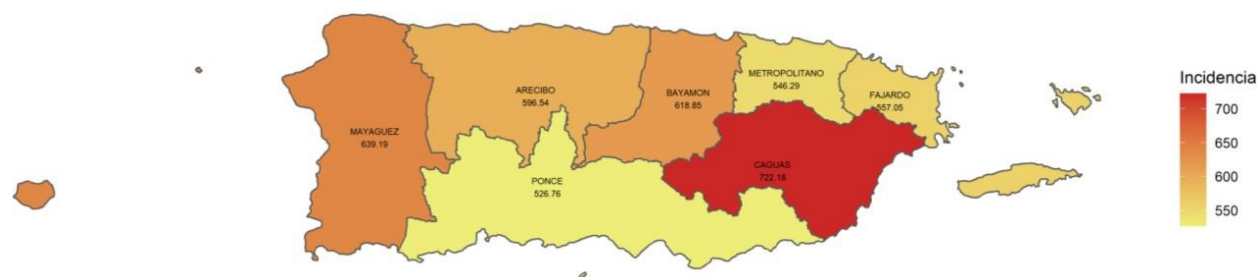 METROPOLITANO
546.29
ARECIBO
596.54
BAYAMON
618.85
FAJARDO
557.05
MAYAGUEZ
639.19
CAGUAS
722.18
PONCE
526.76
Incidencia
700
650
600
550